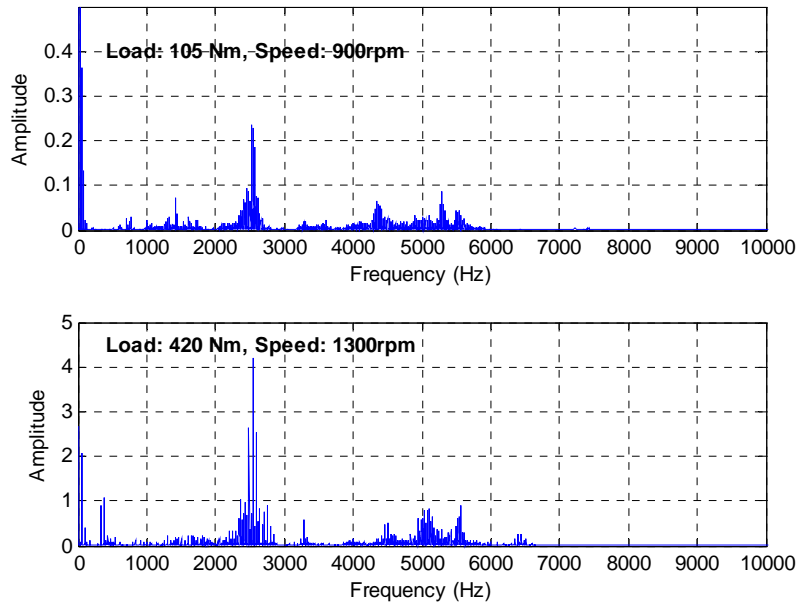 Load: 105 Nm, Speed: 900rpm
Amplitude
0.4
0.3
0.2
0.1
0
0 1000 2000 3000 4000 5000 6000 7000 8000 9000 10000
Frequency (Hz)
Load: 420 Nm, Speed: 1300rpm
Amplitude
5
4
3
2
1
0
0 1000 2000 3000 4000 5000 6000 7000 8000 9000 10000
Frequency (Hz)